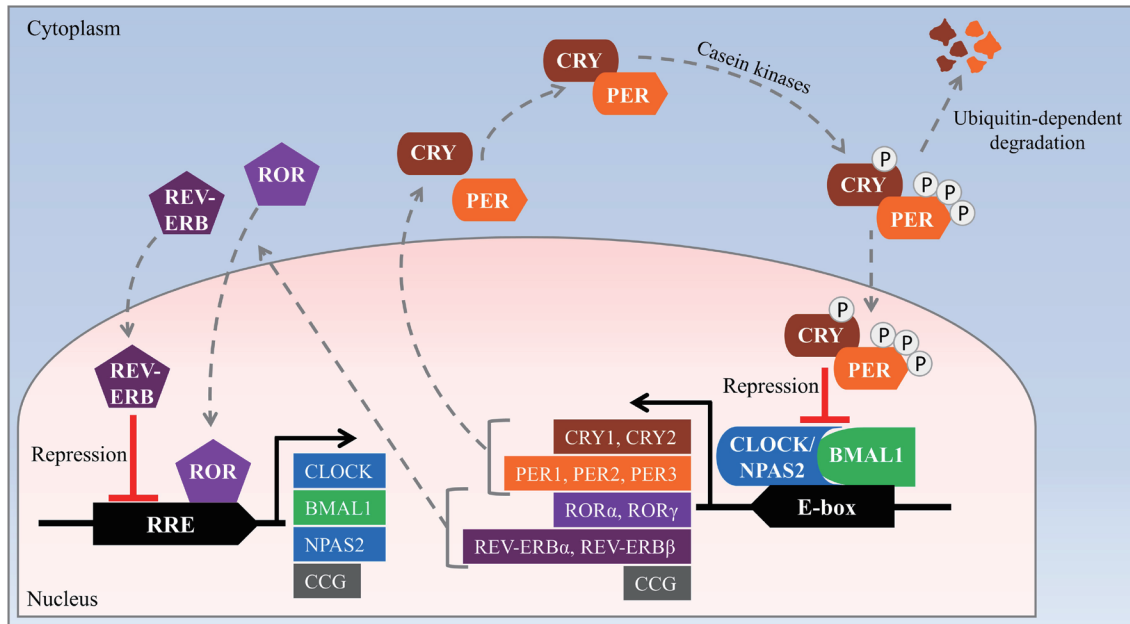 Cytoplasm
CRY
PER
Casein kinases
Ubiquitin-dependent
degradation
CRY
PER
P
CRY
P
P
P
PER
REV-
ERB
ROR
P
CRY
P
P
P
PER
REV-
ERB
Repression
Repression
ROR
RRE
CLOCK
BMAL1
NPAS2
CCG
CRY1, CRY2
PER1, PER2, PER3
RORα, RORγ
REV-ERBα, REV-ERBβ
CCG
CLOCK/
NPAS2
BMAL1
E-box
Nucleus